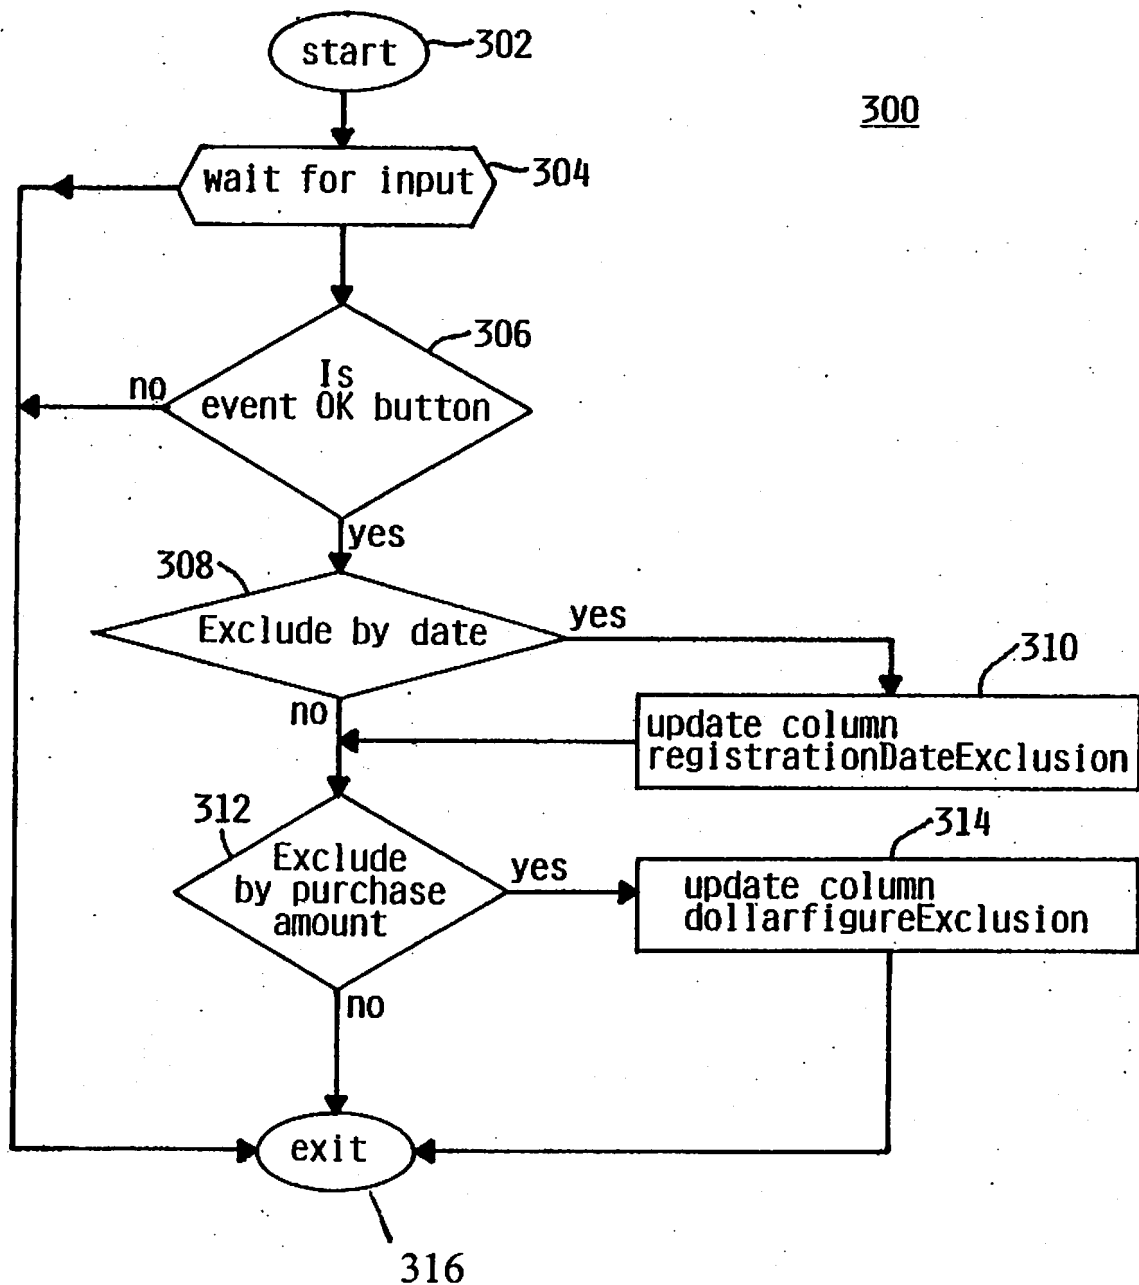 start
302
300
wait for input
304
306
Is
event OK button
no
yes
308
Exclude by date
yes
no
310
update column
registrationDateExclusion
312
Exclude
by purchase
amount
yes
314
update column
dollarfigureExclusion
no
exit
316